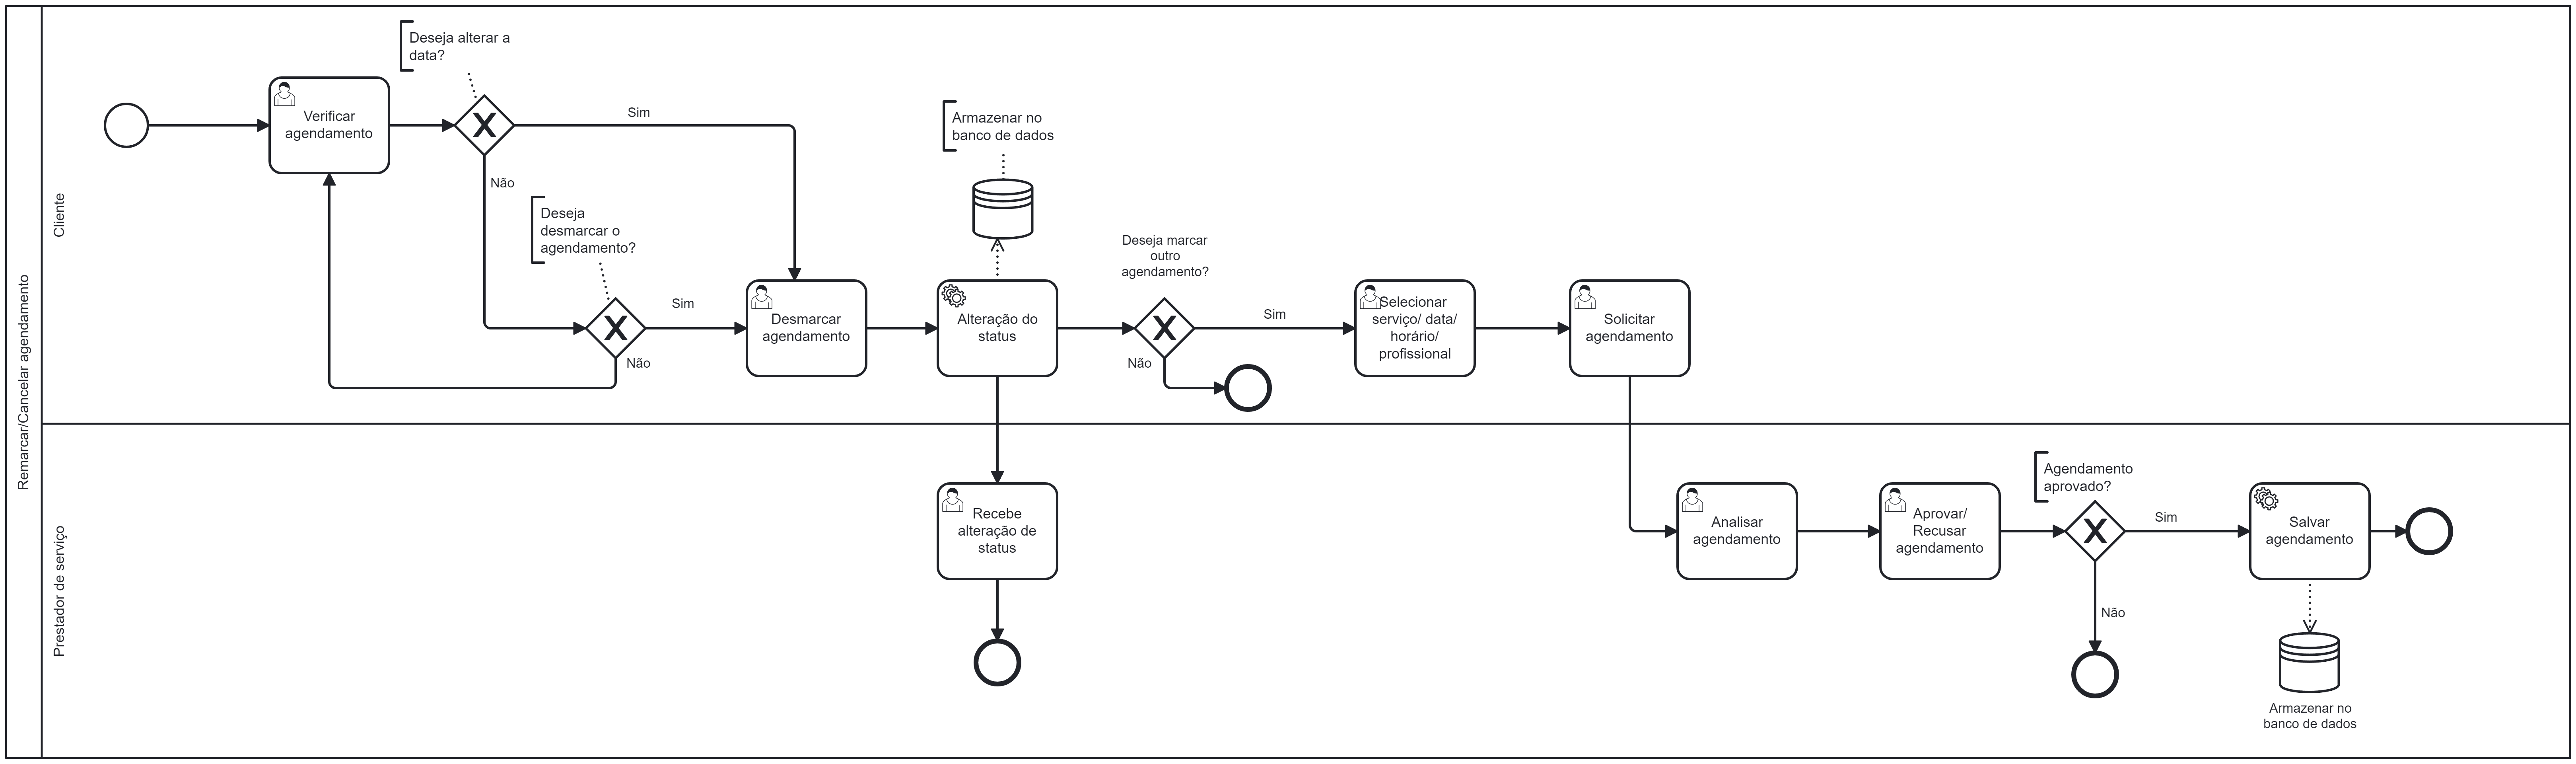 Remarcar/Cancelar agendamento
Cliente
Deseja alterar a
data?
Verificar
agendamento
Sim
Não
Deseja
desmarcar o
agendamento?
Sim
Não
Desmarcar
agendamento
Armazenar no
banco de dados
Alteração do
status
Deseja marcar
outro
agendamento?
Sim
Não
Selecionar
serviço/ data/
horário/
profissional
Solicitar
agendamento
Prestador de serviço
Recebe
alteração de
status
Analisar
agendamento
Aprovar/
Recusar
agendamento
Agendamento
aprovado?
Sim
Não
Salvar
agendamento
Armazenar no
banco de dados